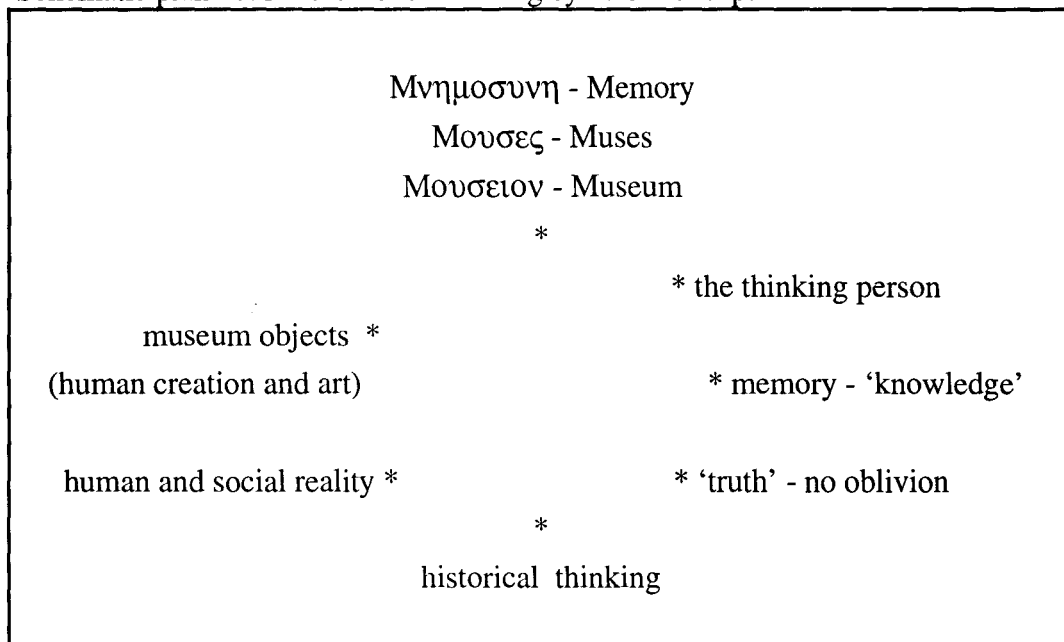 Μνημοσυνη - Memory
Μουσες - Muses
Μουσειον - Museum
*
* the thinking person
museum objects *
(human creation and art)
* memory - ‘knowledge’
human and social reality *
* ‘truth’ - no oblivion
*
historical thinking